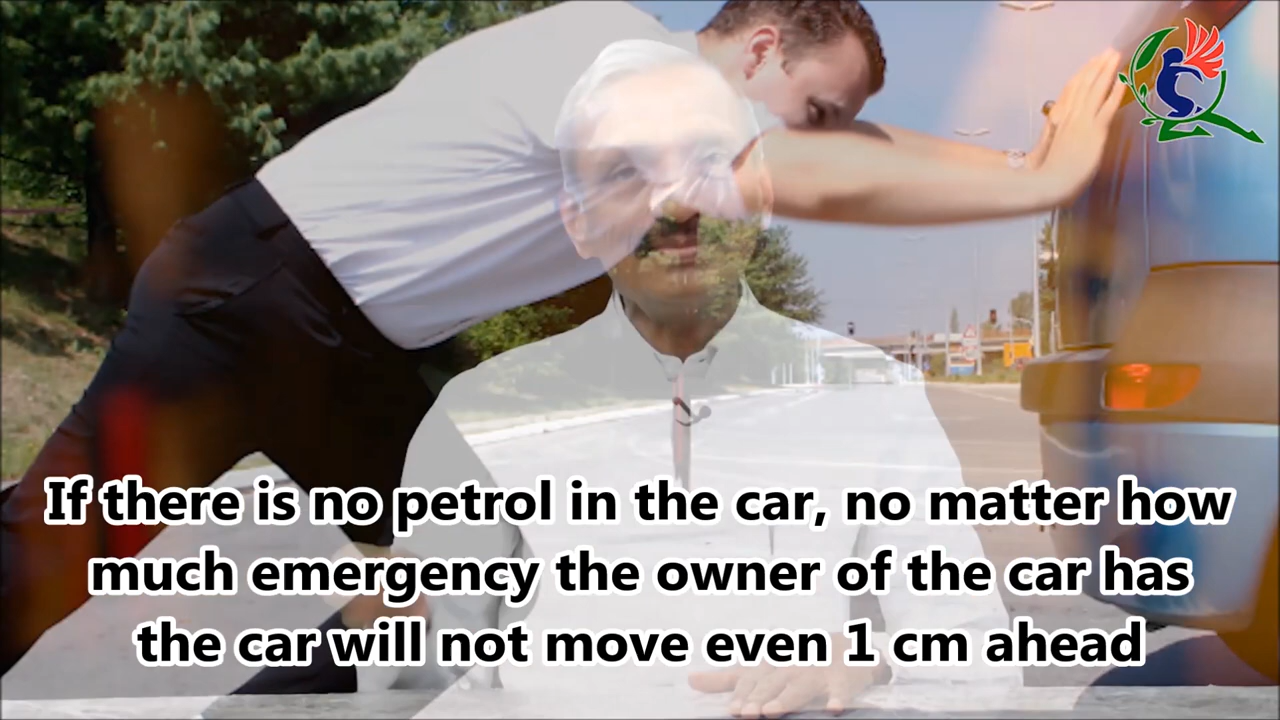 If there is no petrol in the car, no matter how
much emergency the owner of the car has
the car will not move even 1 cm ahead